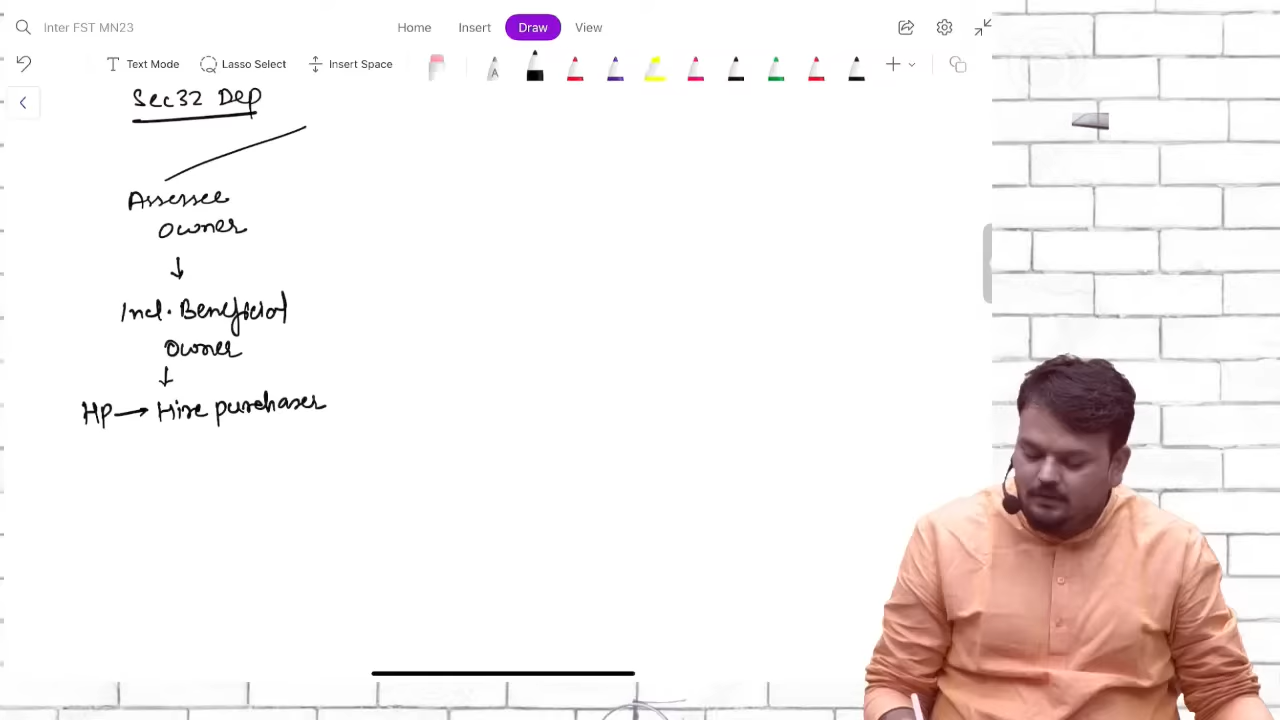 Inter FST MN23
Home Insert Draw View
Text Mode Lasso Select Insert Space
Sec32 Dep
Assessee
Owner
Incl. Beneficial
Owner
HP → Hire purchaser